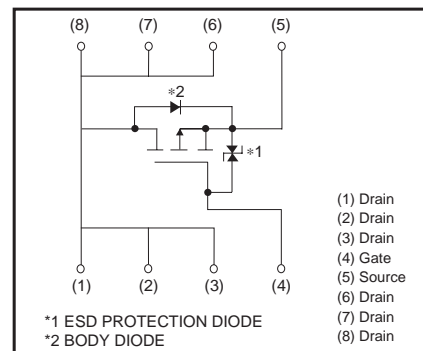 (8) (7) (6) (5)
*2
*1
(1) Drain
(2) Drain
(3) Drain
(4) Gate
(5) Source
(6) Drain
(7) Drain
(8) Drain
(1) (2) (3) (4)
*1 ESD PROTECTION DIODE
*2 BODY DIODE